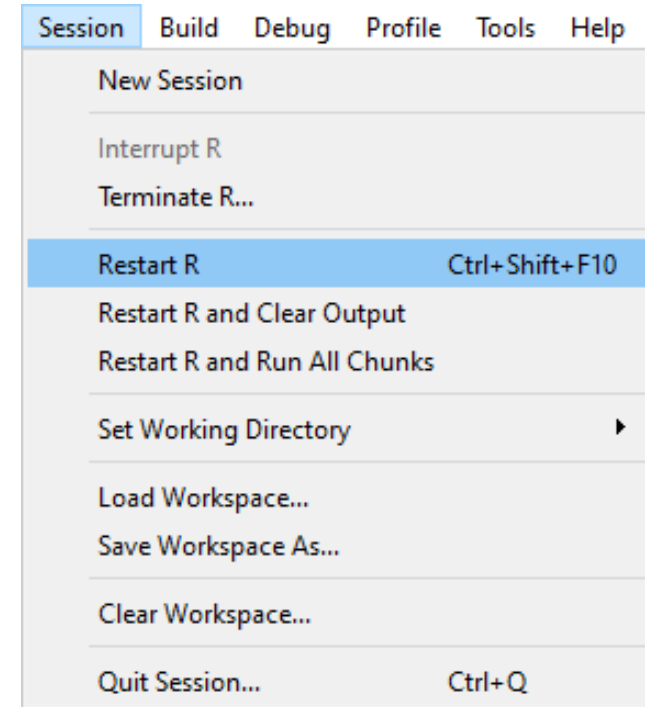 Session Build Debug Profile Tools Help
New Session
Interrupt R
Terminate R...
Restart R Ctrl+Shift+F10
Restart R and Clear Output
Restart R and Run All Chunks
Set Working Directory
Load Workspace...
Save Workspace As...
Clear Workspace...
Quit Session... Ctrl+Q